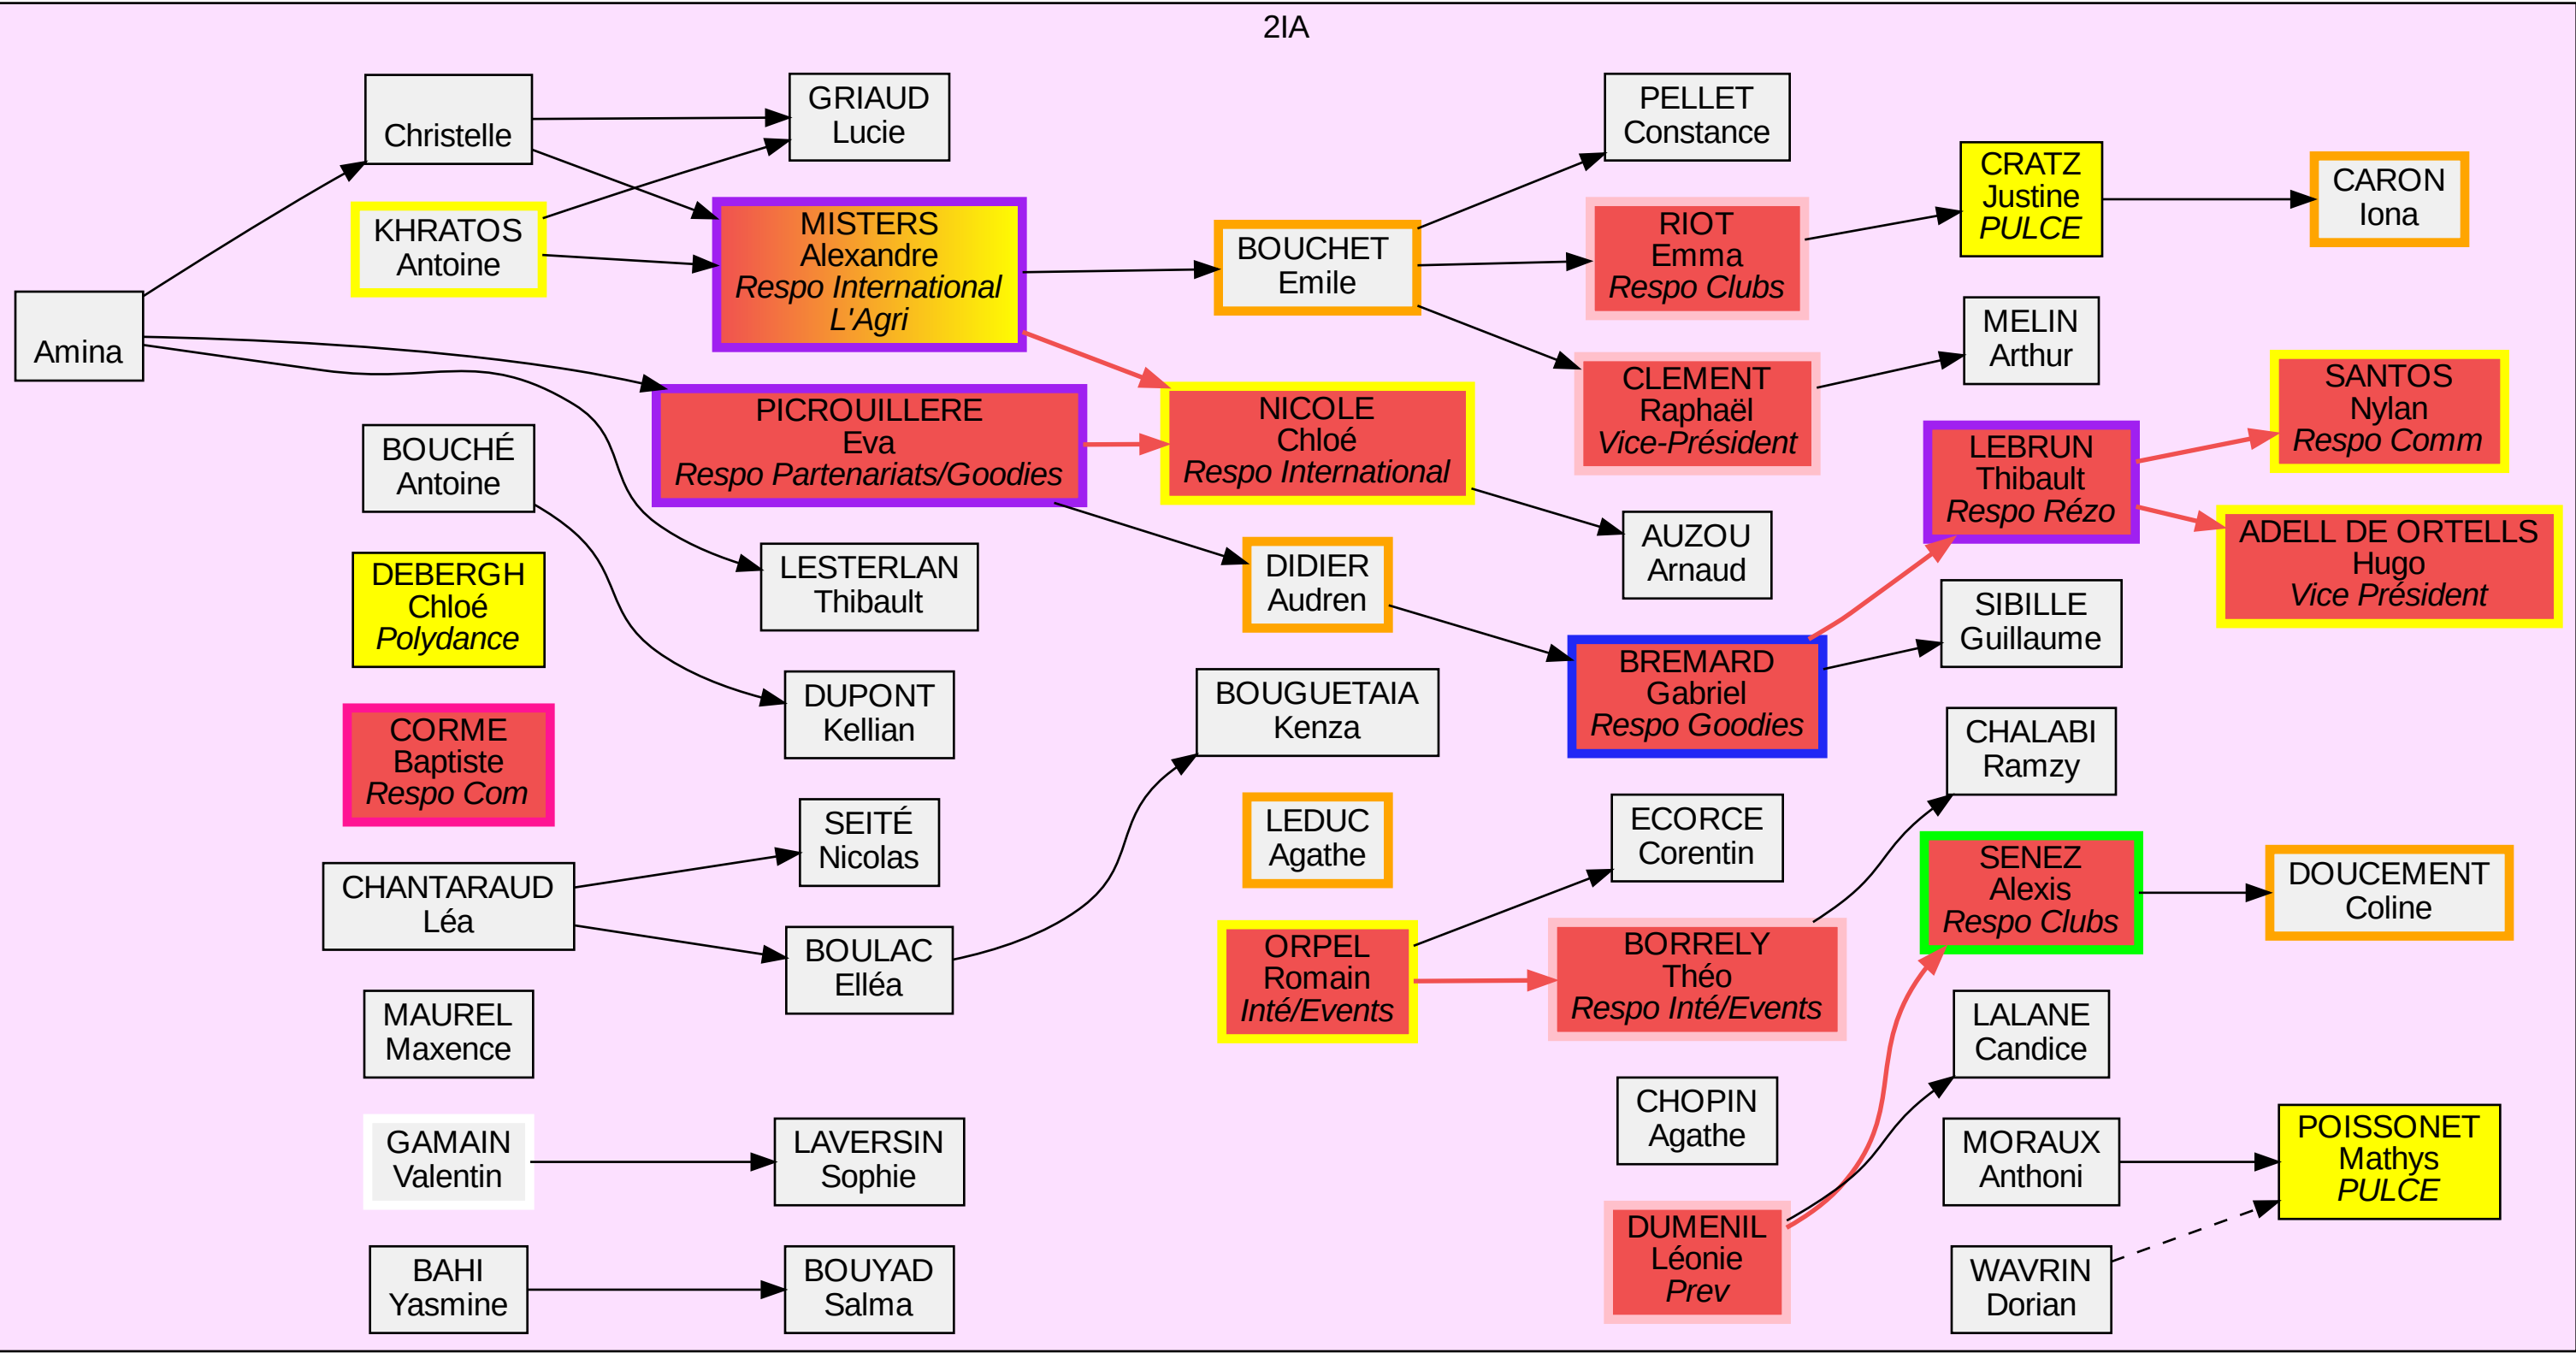 2IA
Amina
Christelle
KHRATOS
Antoine
BOUCHÉ
Antoine
DEBERGH
Chloé
Polydance
CORME
Baptiste
Respo Com
CHANTARAUD
Léa
MAUREL
Maxence
GAMAIN
Valentin
BAHI
Yasmine
GRIAUD
Lucie
MISTERS
Alexandre
Respo International
L'Agri
PICROUILLERE
Eva
Respo Partenariats/Goodies
LESTERLAN
Thibault
DUPONT
Kellian
SEITÉ
Nicolas
BOULAC
Elléa
LAVERSIN
Sophie
BOUYAD
Salma
BOUCHET
Emile
NICOLE
Chloé
Respo International
DIDIER
Audren
BOUGUETAIA
Kenza
LEDUC
Agathe
ORPEL
Romain
Inté/Events
PELLET
Constance
RIOT
Emma
Respo Clubs
CLEMENT
Raphaël
Vice-Président
AUZOU
Arnaud
BREMARD
Gabriel
Respo Goodies
ECORCE
Corentin
BORRELY
Théo
Respo Inté/Events
CHOPIN
Agathe
DUMENIL
Léonie
Prev
CRATZ
Justine
PULCE
MELIN
Arthur
LEBRUN
Thibault
Respo Rézo
SIBILLE
Guillaume
CHALABI
Ramzy
SENEZ
Alexis
Respo Clubs
LALANE
Candice
MORAUX
Anthoni
WAVRIN
Dorian
CARON
Iona
SANTOS
Nylan
Respo Comm
ADELL DE ORTELLS
Hugo
Vice Président
DOUCEMENT
Coline
POISSONET
Mathys
PULCE